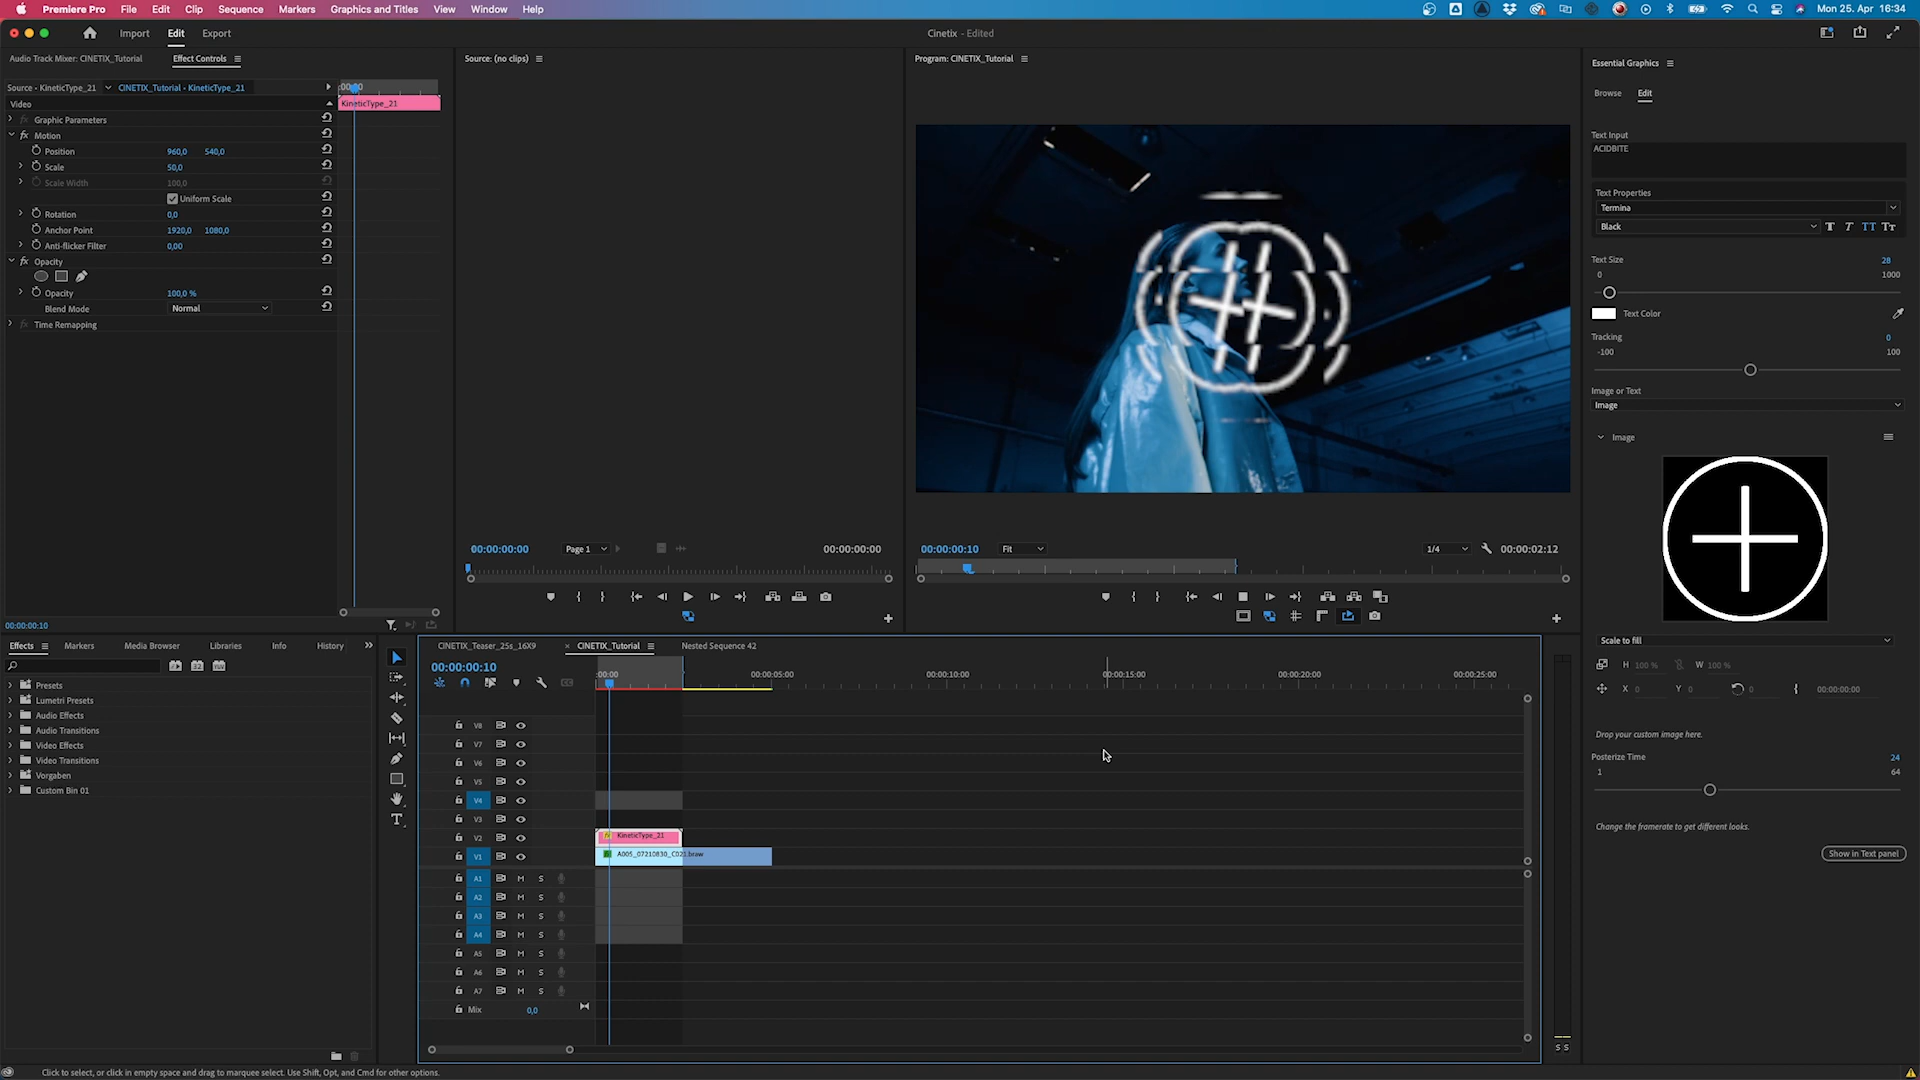 Premiere Pro File Edit Clip Sequence Markers Graphics and Titles View Window Help Mon 25. Apr 16:34
Import Edit Export Cinetix - Edited
Audio Track Mixer: CINETIX_Tutorial Effect Controls Source: (no clips) Program: CINETIX_Tutorial Essential Graphics
Source - KineticType_21 CINETIX_Tutorial - KineticType_21 :00:00
Browse Edit
Video KineticType_21
Graphic Parameters
Motion
Position 960,0 540,0
Scale 50,0
Scale Width 100,0
Uniform Scale
Rotation 0,0
Anchor Point 1920,0 1080,0
Anti-flicker Filter 0,00
Opacity
Opacity 100,0 %
Blend Mode Normal
Time Remapping
Text Input
ACIDBITE
Text Properties
Termina
Black T T TT Tr
Text Size 28
0 1000
Text Color
Tracking 0
-100 100
Image or Text
Image
Image
Scale to fill
H 100 % W 100 %
X 0 Y 0 0 00:00:00:00
Drop your custom image here.
Posterize Time 24
1 64
Change the framerate to get different looks.
Show in Text panel
00:00:00:00 Page 1 00:00:00:00
00:00:00:10 Fit 1/4 00:00:02:12
00:00:00:10
Effects Markers Media Browser Libraries Info History
Presets
Lumetri Presets
Audio Effects
Audio Transitions
Video Effects
Video Transitions
Vorgaben
Custom Bin 01
CINETIX_Teaser_25s_16X9 CINETIX_Tutorial Nested Sequence 42
00:00:00:10
:00:00 00:00:05:00 00:00:10:00 00:00:15:00 00:00:20:00 00:00:25:00
V8
V7
V6
V5
V4
V3
V2 KineticType_21
V1 A005_07210830_C021.braw
A1 M S
A2 M S
A3 M S
A4 M S
A5 M S
A6 M S
A7 M S
Mix 0,0
S S
Click to select, or click in empty space and drag to marquee select. Use Shift, Opt, and Cmd for other options.